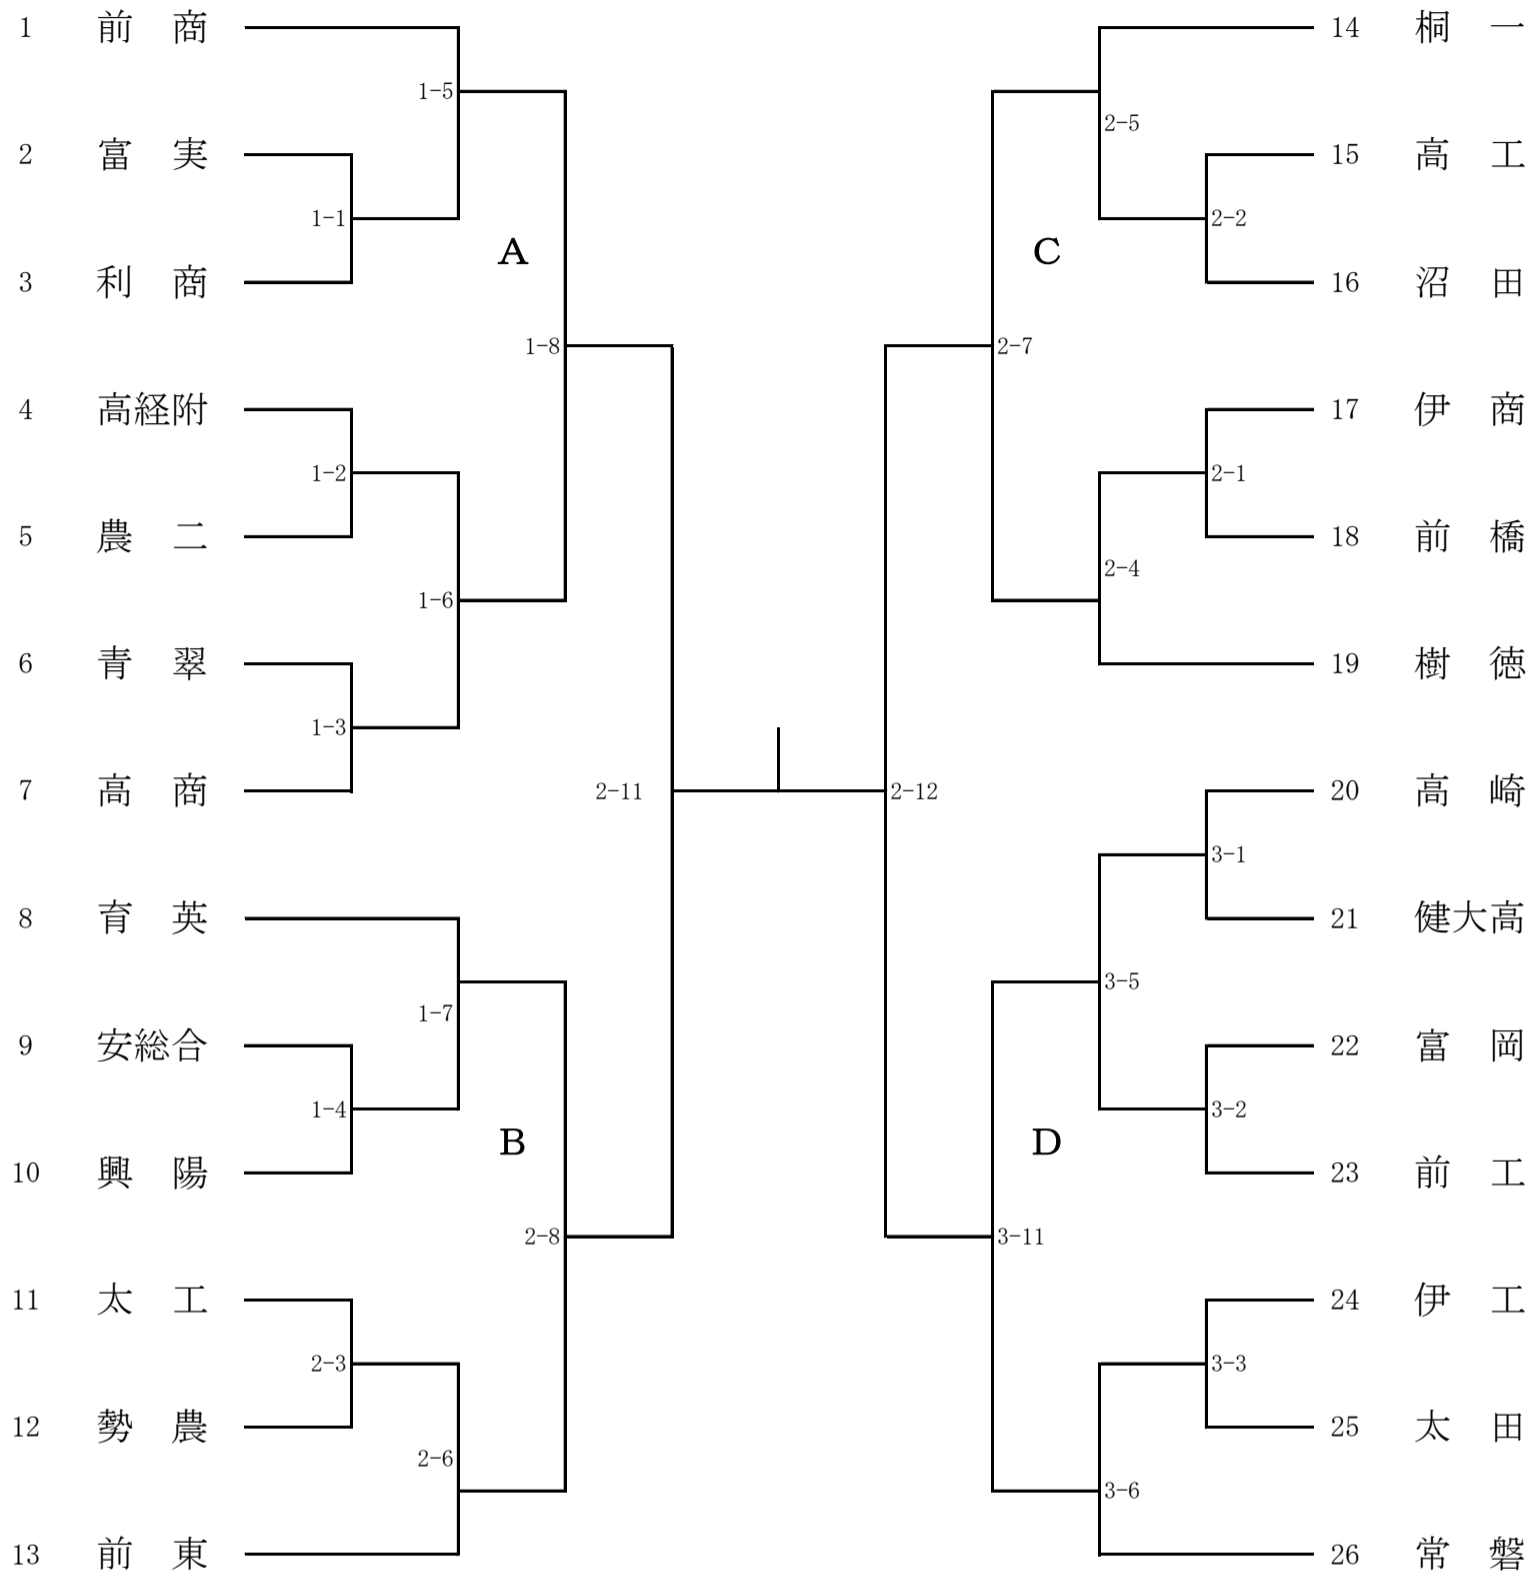 1 前 商
1-5
2 富 実
1-1
A
3 利 商
1-8
4 高経附
1-2
5 農 二
1-6
6 青 翠
1-3
7 高 商
2-11
8 育 英
1-7
9 安総合
1-4
B
10 興 陽
2-8
11 太 工
2-3
12 勢 農
2-6
13 前 東
14 桐 一
2-5
15 高 工
2-2
C
16 沼 田
2-7
17 伊 商
2-1
18 前 橋
2-4
19 樹 徳
2-12
20 高 崎
3-1
21 健大高
3-5
22 富 岡
3-2
D
23 前 工
3-11
24 伊 工
3-3
25 太 田
3-6
26 常 磐